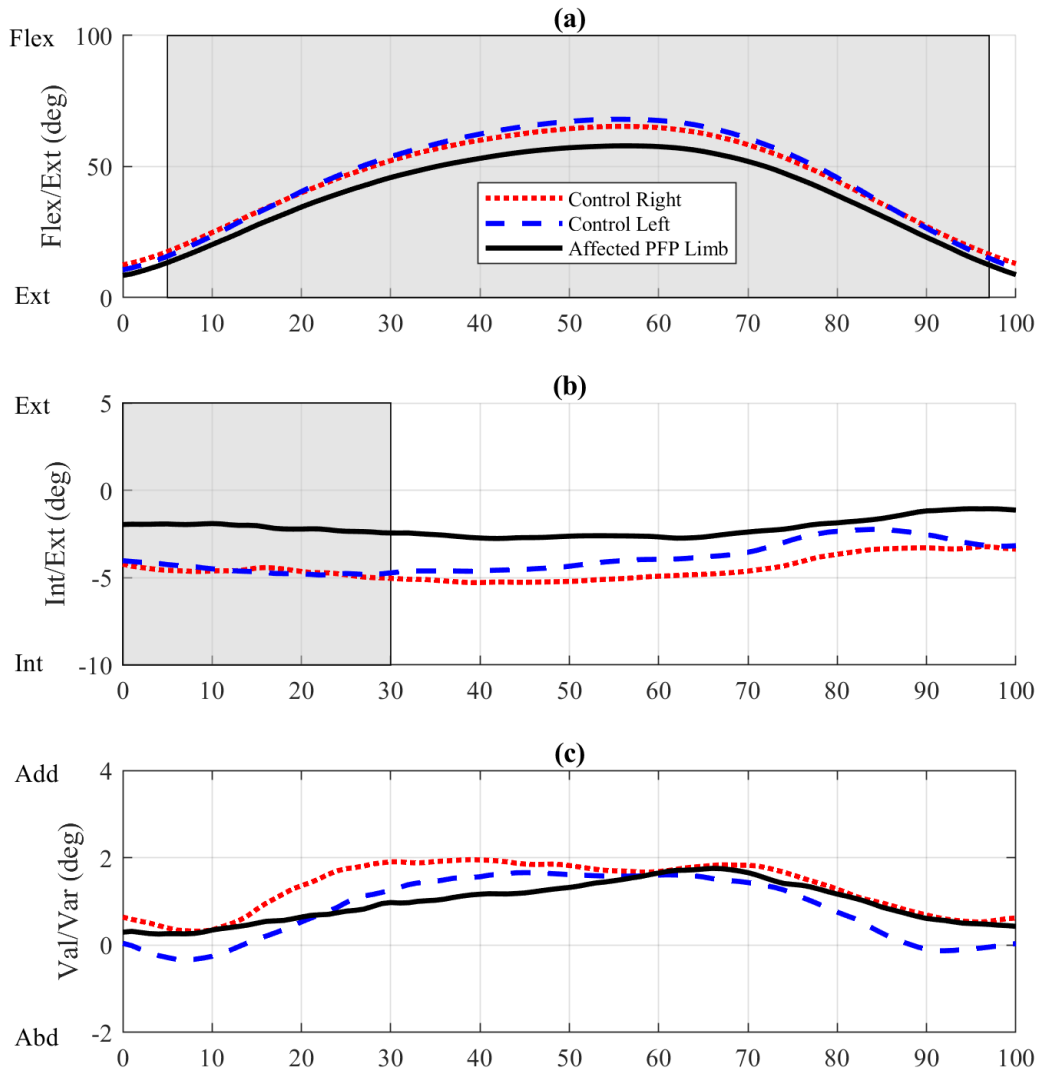 (a)
Flex
100
Flex/Ext (deg)
50
Control Right
Control Left
Affected PFP Limb
Ext
0
0 10 20 30 40 50 60 70 80 90 100
(b)
Ext
5
Int/Ext (deg)
0
-5
Int
-10
0 10 20 30 40 50 60 70 80 90 100
(c)
Add
4
Val/Var (deg)
2
0
Abd
-2
0 10 20 30 40 50 60 70 80 90 100